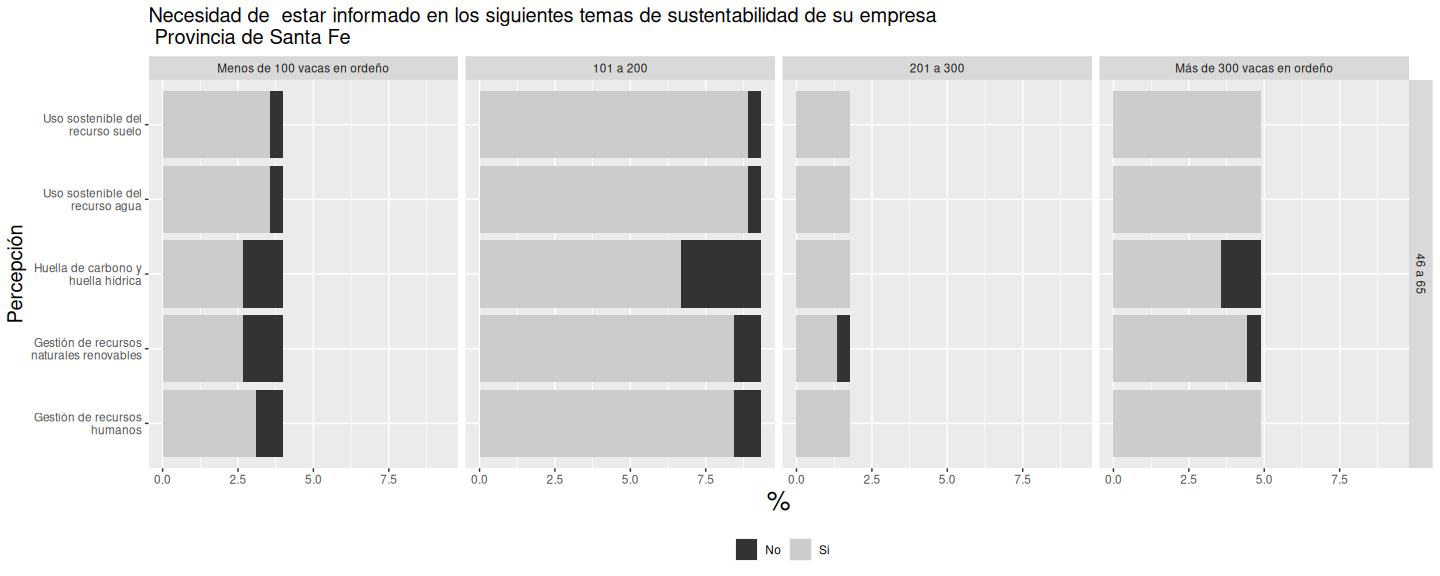 Necesidad de  estar informado en los siguientes temas de sustentabilidad de su empresa
Provincia de Santa Fe
Menos de 100 vacas en ordeño
101 a 200
201 a 300
Más de 300 vacas en ordeño
46 a 65
Percepción
Uso sostenible del
recurso suelo
Uso sostenible del
recurso agua
Huella de carbono y
huella hídrica
Gestión de recursos
naturales renovables
Gestión de recursos
humanos
0.0 2.5 5.0 7.5
0.0 2.5 5.0 7.5
0.0 2.5 5.0 7.5
0.0 2.5 5.0 7.5
%
No
Si